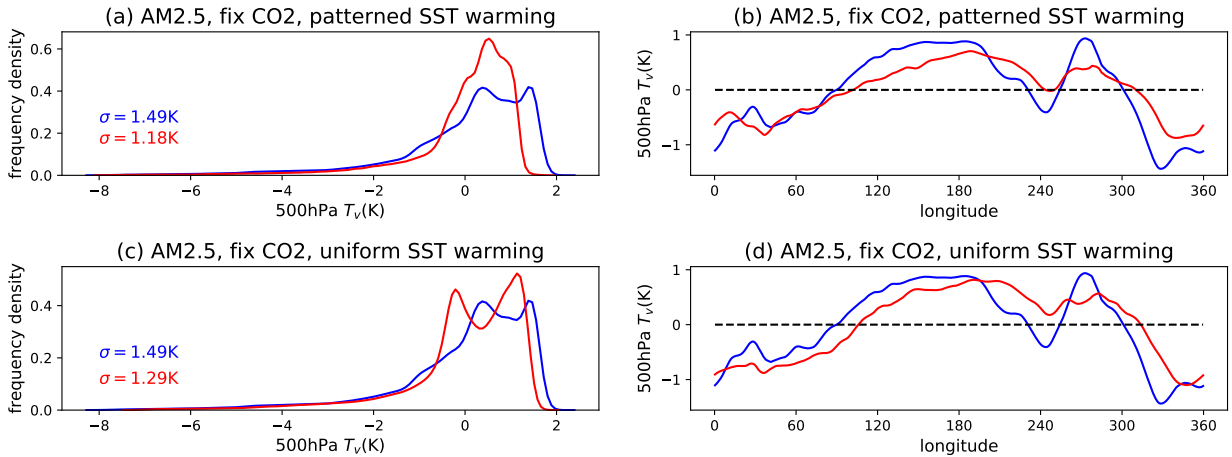 (a) AM2.5, fix CO2, patterned SST warming
frequency density
0.6
0.4
0.2
0.0
σ = 1.49K
σ = 1.18K
−8 −6 −4 −2 0 2
500hPa Tᵥ(K)
(b) AM2.5, fix CO2, patterned SST warming
500hPa Tᵥ(K)
1
0
−1
0 60 120 180 240 300 360
longitude
(c) AM2.5, fix CO2, uniform SST warming
frequency density
0.4
0.2
0.0
σ = 1.49K
σ = 1.29K
−8 −6 −4 −2 0 2
500hPa Tᵥ(K)
(d) AM2.5, fix CO2, uniform SST warming
500hPa Tᵥ(K)
1
0
−1
0 60 120 180 240 300 360
longitude